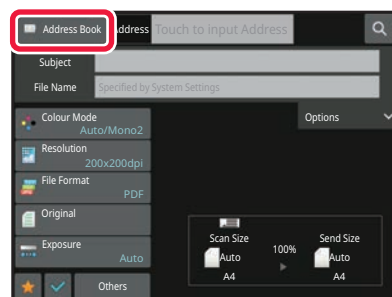 Address Book Address Touch to input Address
Subject
File Name Specified by System Settings
Colour Mode
Auto/Mono2
Options
Resolution
200x200dpi
File Format
PDF
Original
Exposure
Auto
Scan Size
100%
Send Size
Auto
Auto
A4
A4
Others